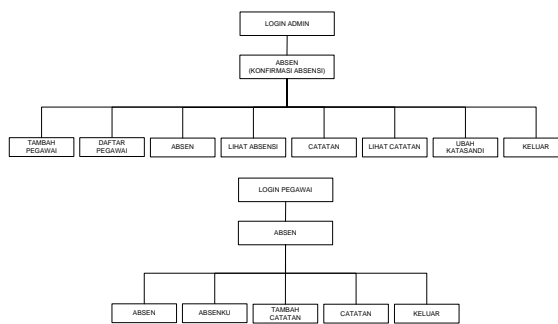 LOGIN ADMIN
ABSEN
(KONFIRMASI ABSENSI)
TAMBAH
PEGAWAI
DAFTAR
PEGAWAI
ABSEN
LIHAT ABSENSI
CATATAN
LIHAT CATATAN
UBAH
KATASANDI
KELUAR
LOGIN PEGAWAI
ABSEN
ABSEN
ABSENKU
TAMBAH
CATATAN
CATATAN
KELUAR